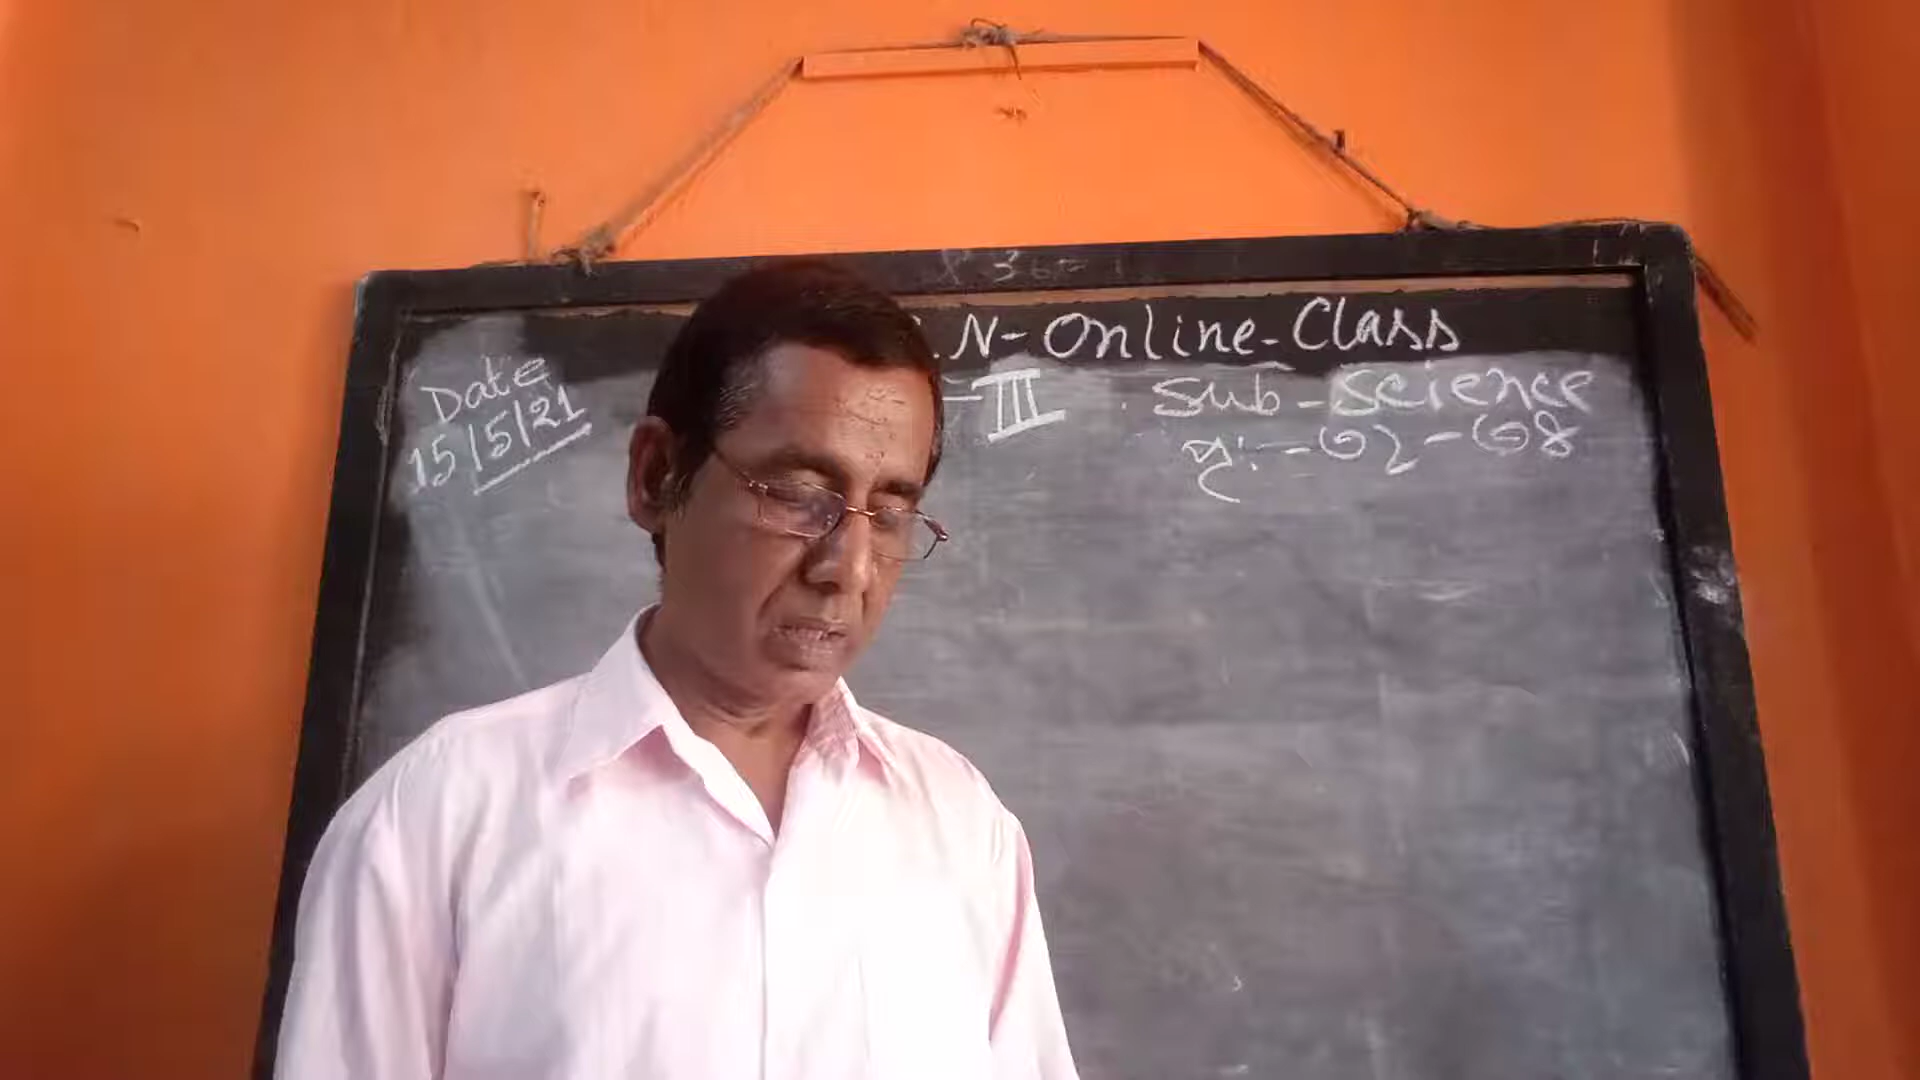 .N-Online-Class
Date
15/5/21
-III
Sub-Science
পৃ:-৩২-৩৪